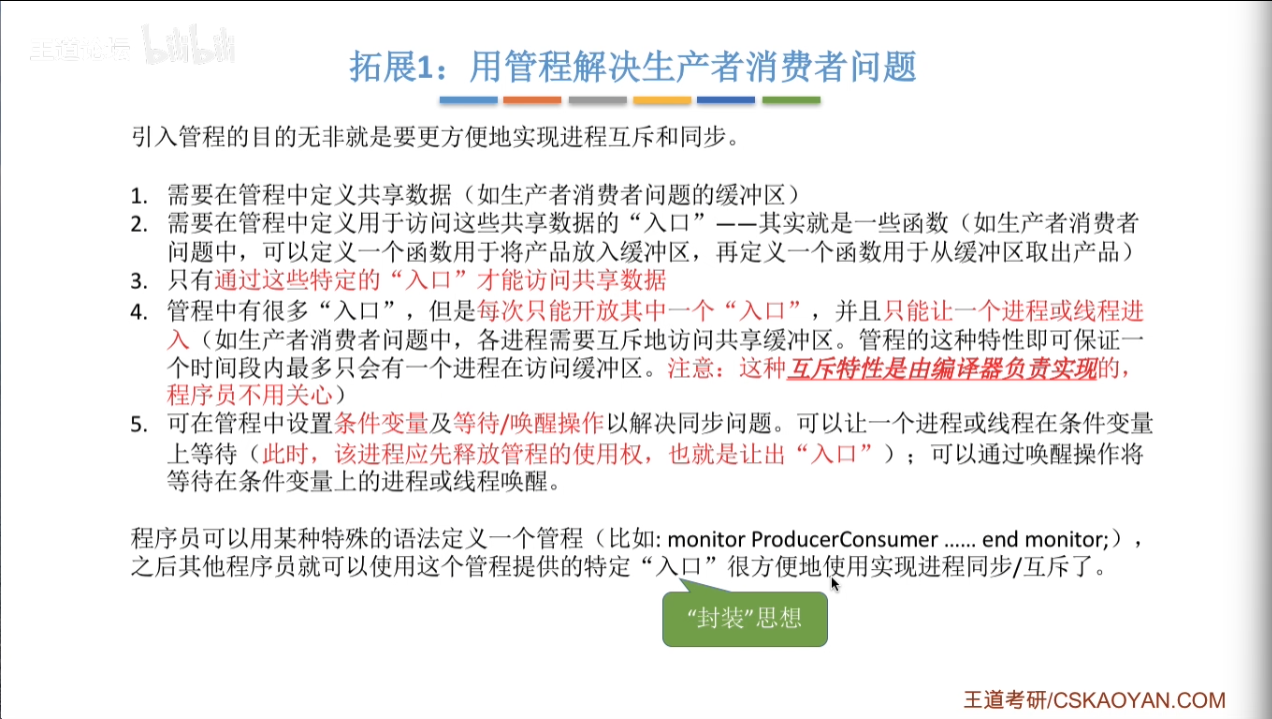 王道论坛 bilibili
拓展1：用管程解决生产者消费者问题
引入管程的目的无非就是要更方便地实现进程互斥和同步。
1. 需要在管程中定义共享数据（如生产者消费者问题的缓冲区）
2. 需要在管程中定义用于访问这些共享数据的“入口”——其实就是一些函数（如生产者消费者
问题中，可以定义一个函数用于将产品放入缓冲区，再定义一个函数用于从缓冲区取出产品）
3. 只有通过这些特定的“入口”才能访问共享数据
4. 管程中有很多“入口”，但是每次只能开放其中一个“入口”，并且只能让一个进程或线程进
入（如生产者消费者问题中，各进程需要互斥地访问共享缓冲区。管程的这种特性即可保证一
个时间段内最多只会有一个进程在访问缓冲区。注意：这种互斥特性是由编译器负责实现的，
程序员不用关心）
5. 可在管程中设置条件变量及等待/唤醒操作以解决同步问题。可以让一个进程或线程在条件变量
上等待（此时，该进程应先释放管程的使用权，也就是让出“入口”）；可以通过唤醒操作将
等待在条件变量上的进程或线程唤醒。
程序员可以用某种特殊的语法定义一个管程（比如: monitor ProducerConsumer …… end monitor;），
之后其他程序员就可以使用这个管程提供的特定“入口”很方便地使用实现进程同步/互斥了。
“封装”思想
王道考研/CSKAOYAN.COM